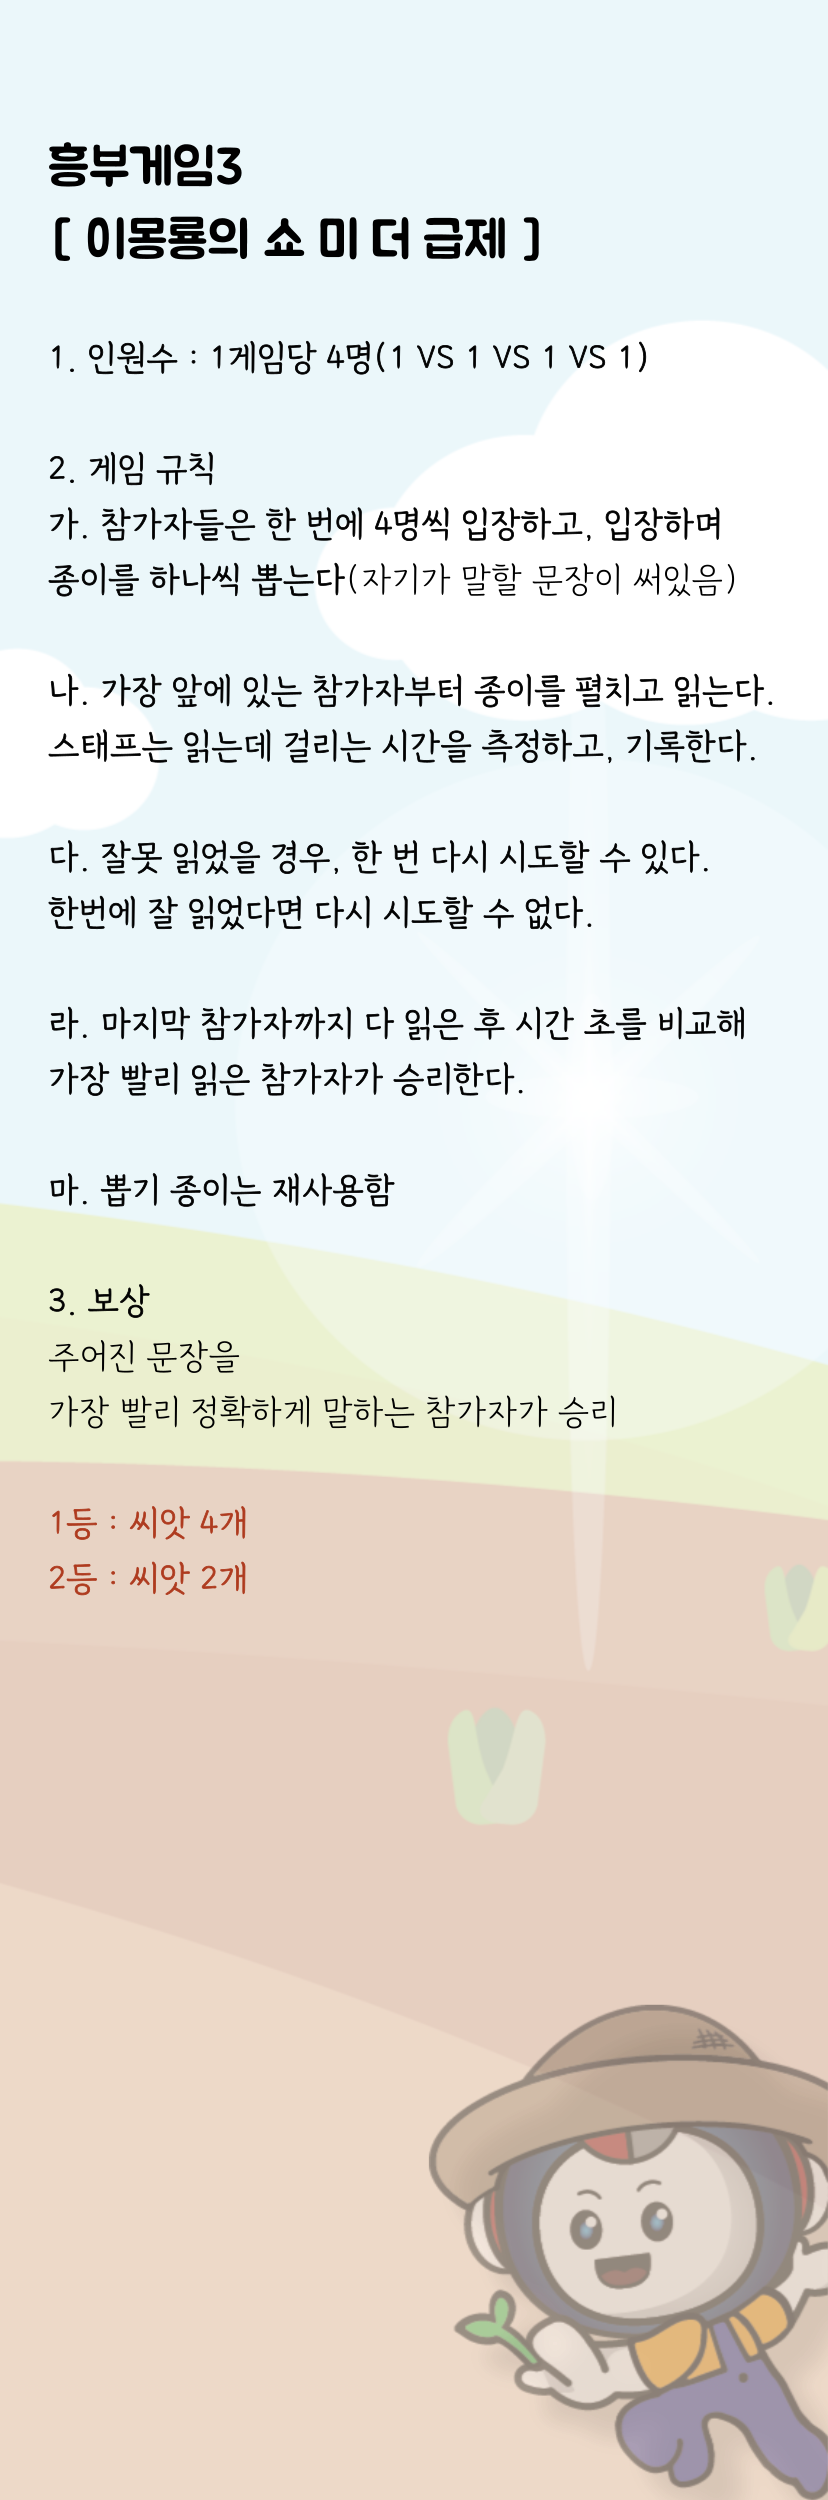 흥부게임3
[ 이몽룡의 쇼 미 더 급제 ]
1. 인원수 : 1게임당 4명(1 VS 1 VS 1 VS 1)
2. 게임 규칙
가. 참가자들은 한 번에 4명씩 입장하고, 입장하며
종이를 하나씩 뽑는다(자기가 말할 문장이 써있음)
나. 가장 앞에 있는 참가자부터 종이를 펼치고 읽는다.
스태프는 읽는데 걸리는 시간을 측정하고, 기록한다.
다. 잘못 읽었을 경우, 한 번 다시 시도할 수 있다.
한번에 잘 읽었다면 다시 시도할 수 없다.
라. 마지막 참가자까지 다 읽은 후 시간 초를 비교해
가장 빨리 읽은 참가자가 승리한다.
마. 뽑기 종이는 재사용함
3. 보상
주어진 문장을
가장 빨리 정확하게 말하는 참가자가 승리
1등 : 씨앗 4개
2등 : 씨앗 2개